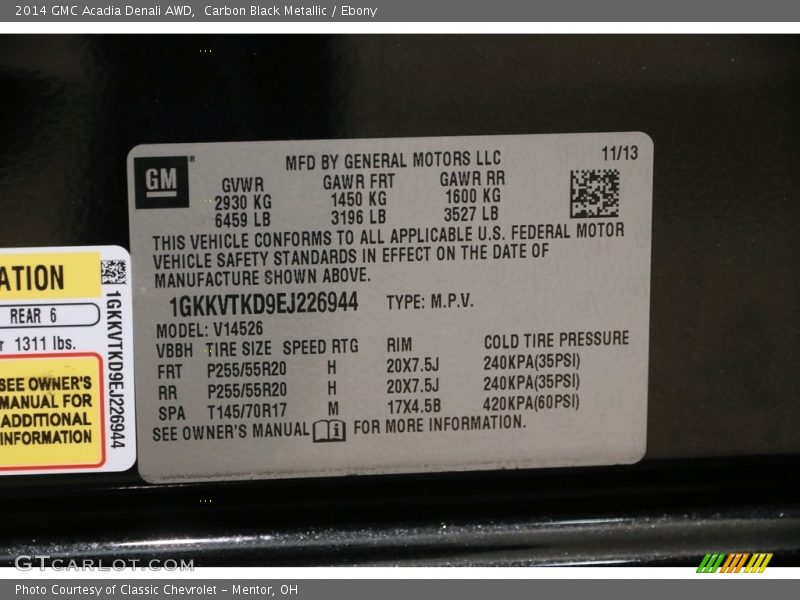 2014 GMC Acadia Denali AWD, Carbon Black Metallic / Ebony
GM
MFD BY GENERAL MOTORS LLC 11/13
GVWR GAWR FRT GAWR RR
2930 KG 1450 KG 1600 KG
6459 LB 3196 LB 3527 LB
THIS VEHICLE CONFORMS TO ALL APPLICABLE U.S. FEDERAL MOTOR
VEHICLE SAFETY STANDARDS IN EFFECT ON THE DATE OF
MANUFACTURE SHOWN ABOVE.
1GKKVTKD9EJ226944 TYPE: M.P.V.
MODEL: V14526
VBBH TIRE SIZE SPEED RTG RIM COLD TIRE PRESSURE
FRT P255/55R20 H 20X7.5J 240KPA(35PSI)
RR P255/55R20 H 20X7.5J 240KPA(35PSI)
SPA T145/70R17 M 17X4.5B 420KPA(60PSI)
SEE OWNER'S MANUAL i FOR MORE INFORMATION.
ATION
REAR 6
r 1311 lbs.
SEE OWNER'S
MANUAL FOR
ADDITIONAL
INFORMATION
1GKKVTKD9EJ226944
GTCARLOT.COM
Photo Courtesy of Classic Chevrolet - Mentor, OH